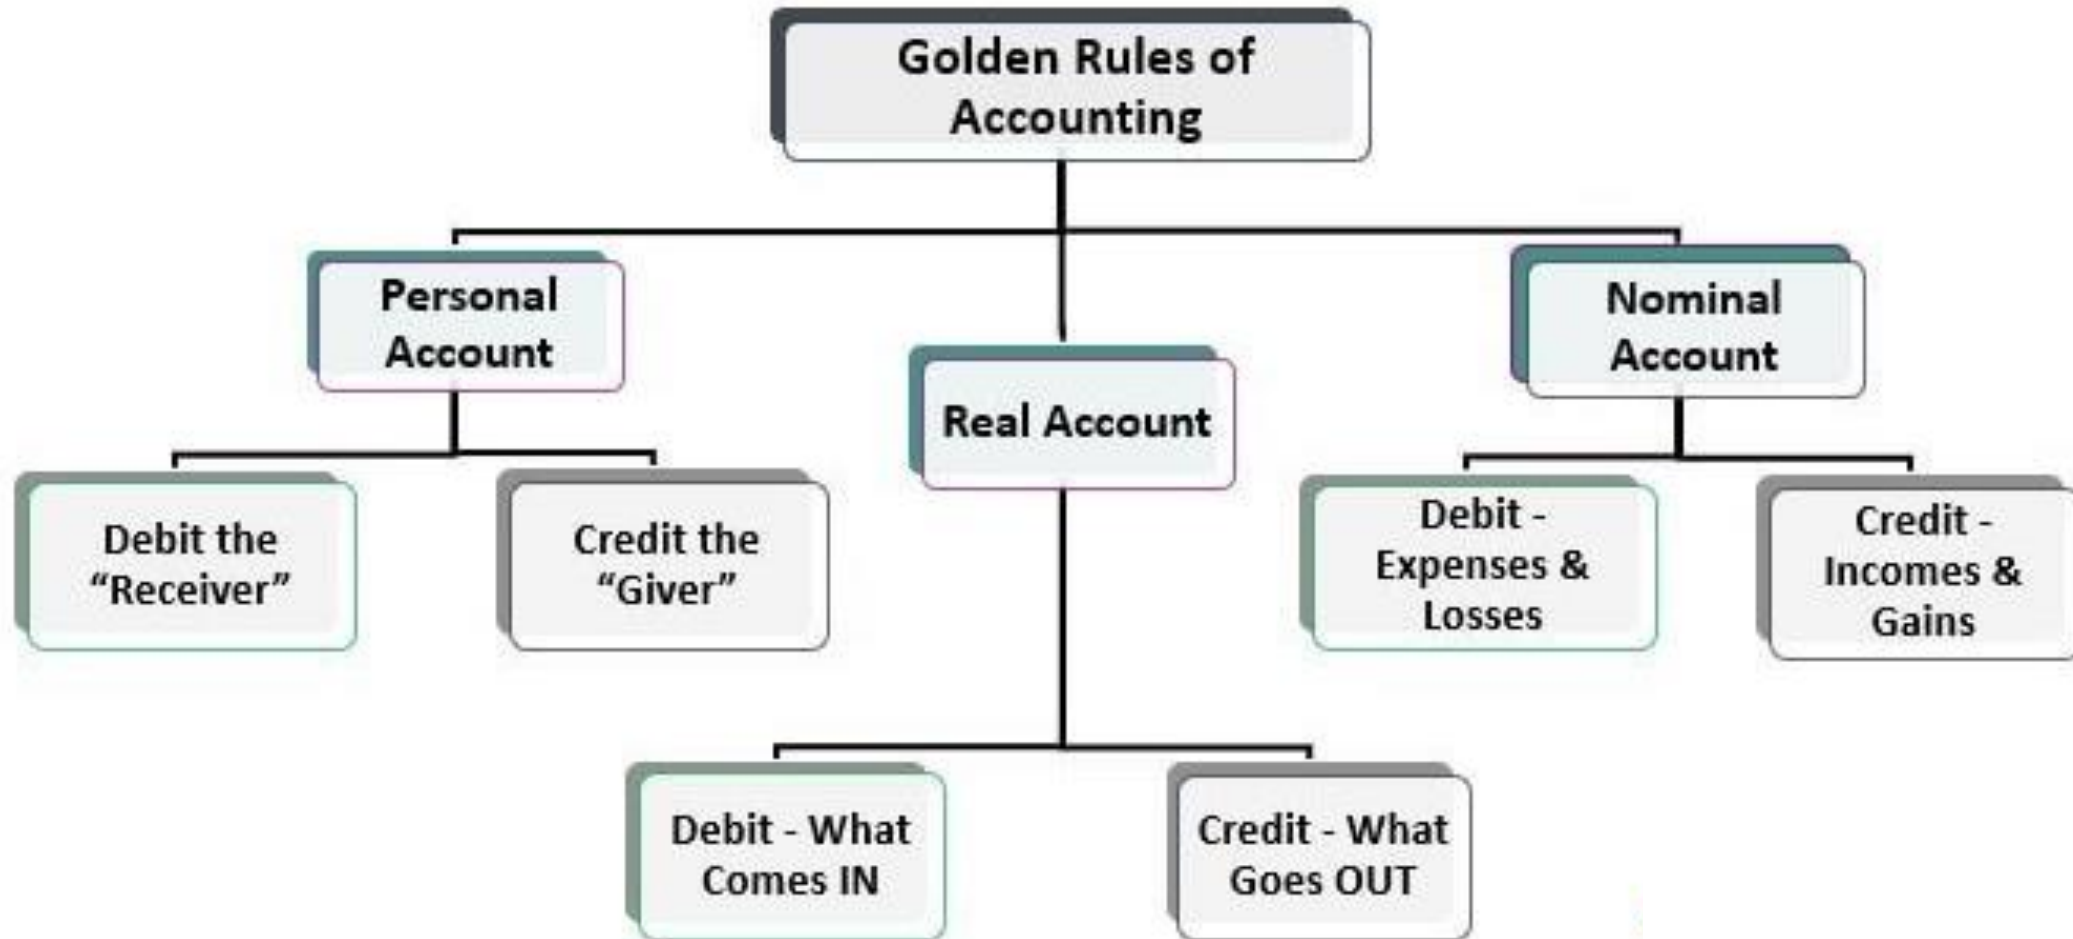 Golden Rules of
Accounting
Personal
Account
Real Account
Nominal
Account
Debit the
“Receiver”
Credit the
“Giver”
Debit -
Expenses &
Losses
Credit -
Incomes &
Gains
Debit - What
Comes IN
Credit - What
Goes OUT